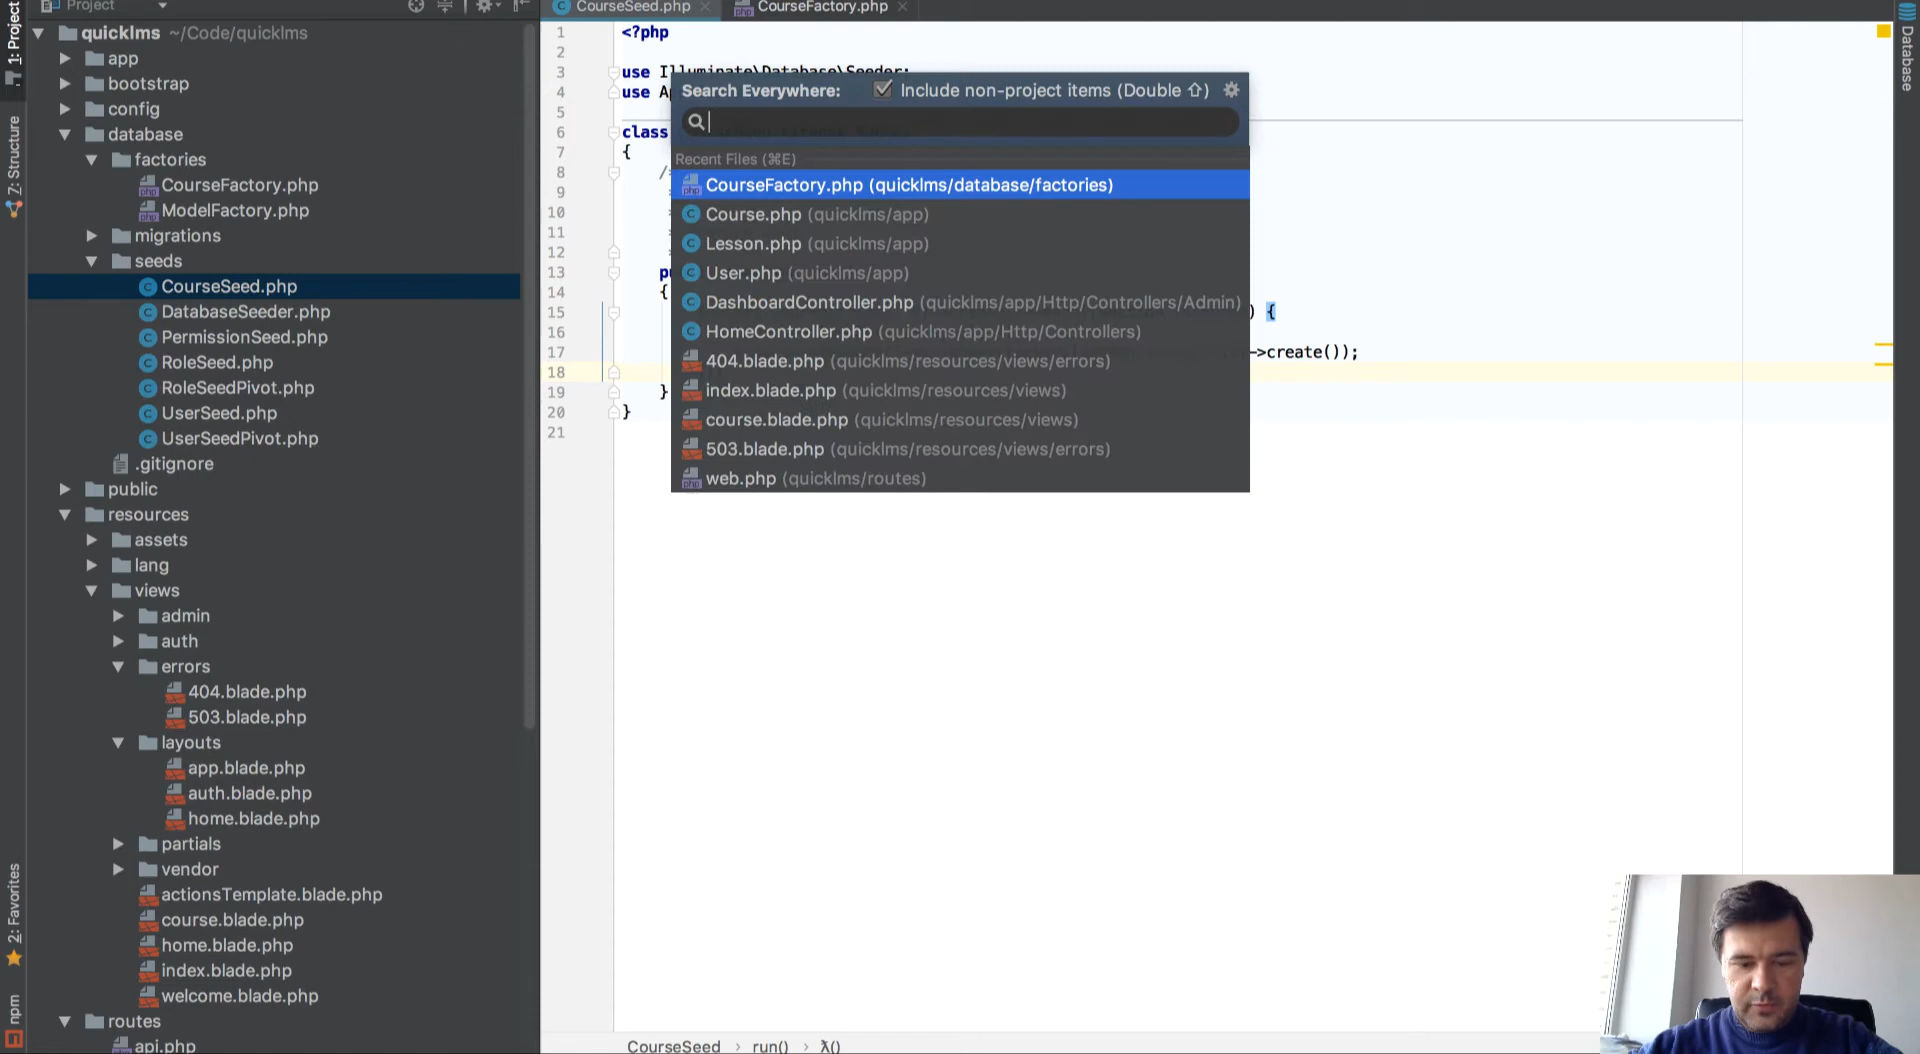 Project
CourseSeed.php
CourseFactory.php
1: Project
7: Structure
2: Favorites
npm
Database
quicklms ~/Code/quicklms
app
bootstrap
config
database
factories
CourseFactory.php
ModelFactory.php
migrations
seeds
CourseSeed.php
DatabaseSeeder.php
PermissionSeed.php
RoleSeed.php
RoleSeedPivot.php
UserSeed.php
UserSeedPivot.php
.gitignore
public
resources
assets
lang
views
admin
auth
errors
404.blade.php
503.blade.php
layouts
app.blade.php
auth.blade.php
home.blade.php
partials
vendor
actionsTemplate.blade.php
course.blade.php
home.blade.php
index.blade.php
welcome.blade.php
routes
api.php
1 <?php
2
3 use Illuminate\Database\Seeder;
4 use
5
6 class
7 {
8
9
10
11
12
13
14 {
15 ) {
16
17 ->create());
18
19 }
20 }
21
Search Everywhere: Include non-project items (Double ⇧)
Recent Files (⌘E)
CourseFactory.php (quicklms/database/factories)
Course.php (quicklms/app)
Lesson.php (quicklms/app)
User.php (quicklms/app)
DashboardController.php (quicklms/app/Http/Controllers/Admin)
HomeController.php (quicklms/app/Http/Controllers)
404.blade.php (quicklms/resources/views/errors)
index.blade.php (quicklms/resources/views)
course.blade.php (quicklms/resources/views)
503.blade.php (quicklms/resources/views/errors)
web.php (quicklms/routes)
CourseSeed › run() › λ()